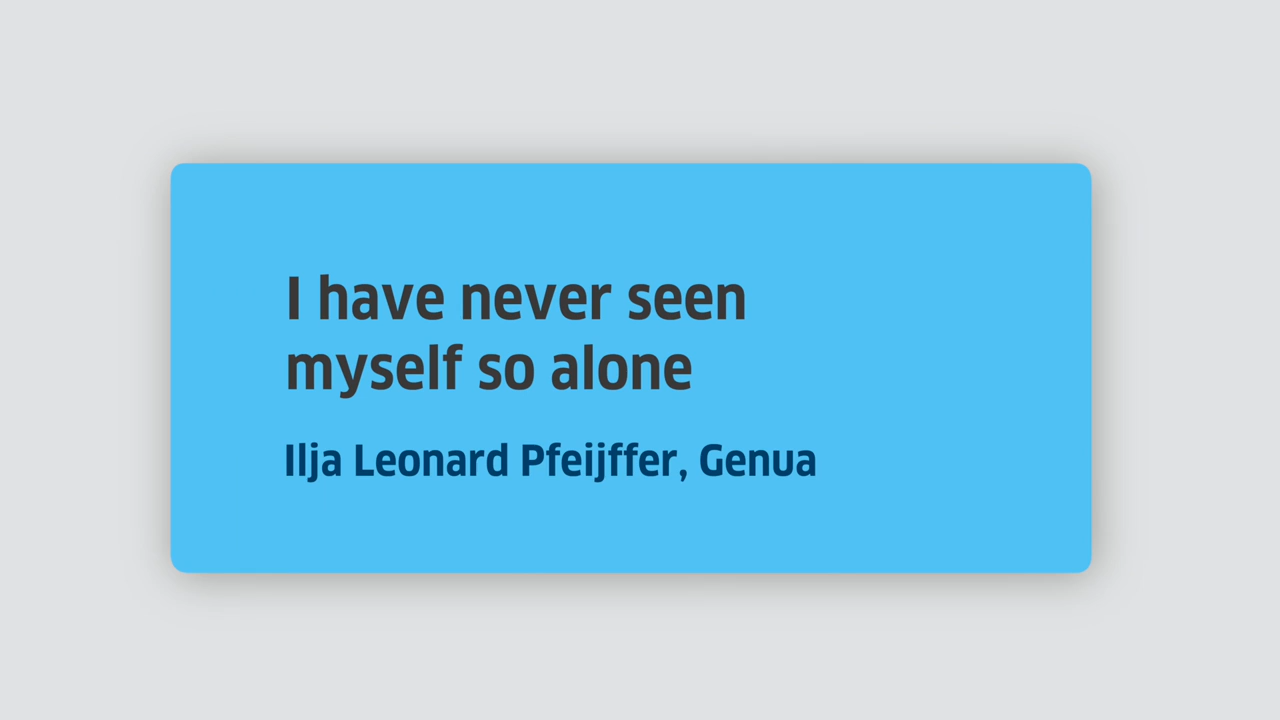 I have never seen
myself so alone
Ilja Leonard Pfeijffer, Genua